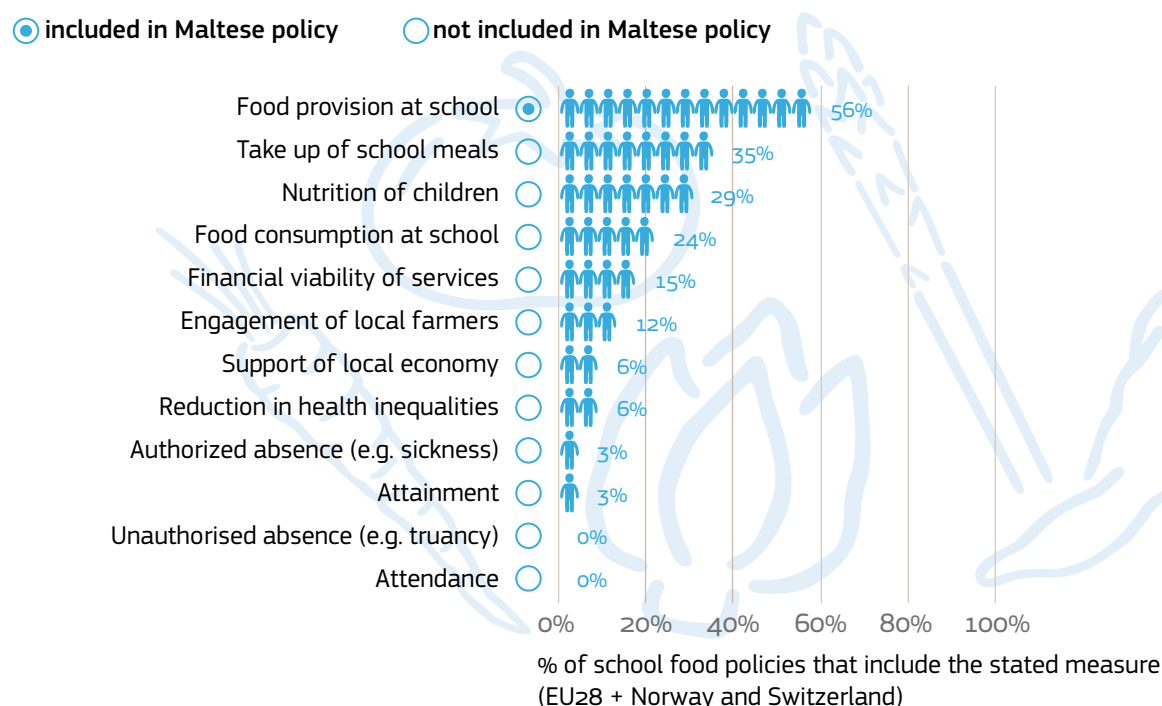 included in Maltese policy not included in Maltese policy
Food provision at school 56%
Take up of school meals 35%
Nutrition of children 29%
Food consumption at school 24%
Financial viability of services 15%
Engagement of local farmers 12%
Support of local economy 6%
Reduction in health inequalities 6%
Authorized absence (e.g. sickness) 3%
Attainment 3%
Unauthorised absence (e.g. truancy) 0%
Attendance 0%
0% 20% 40% 60% 80% 100%
% of school food policies that include the stated measure
(EU28 + Norway and Switzerland)